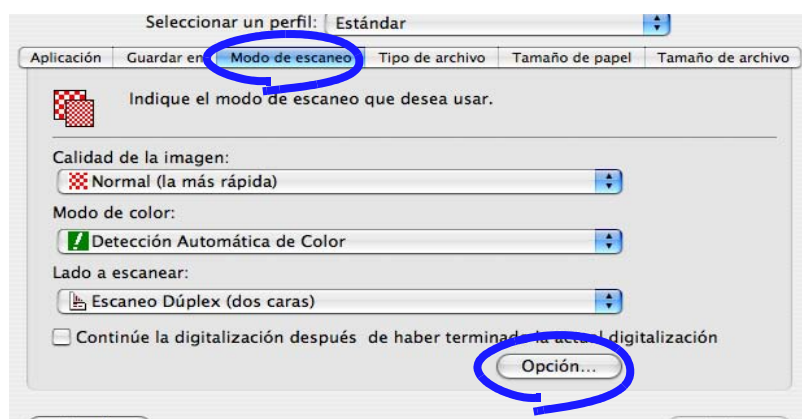 Seleccionar un perfil: Estándar
Aplicación Guardar en Modo de escaneo Tipo de archivo Tamaño de papel Tamaño de archivo
Indique el modo de escaneo que desea usar.
Calidad de la imagen:
Normal (la más rápida)
Modo de color:
Detección Automática de Color
Lado a escanear:
Escaneo Dúplex (dos caras)
Continúe la digitalización después de haber terminado la actual digitalización
Opción...